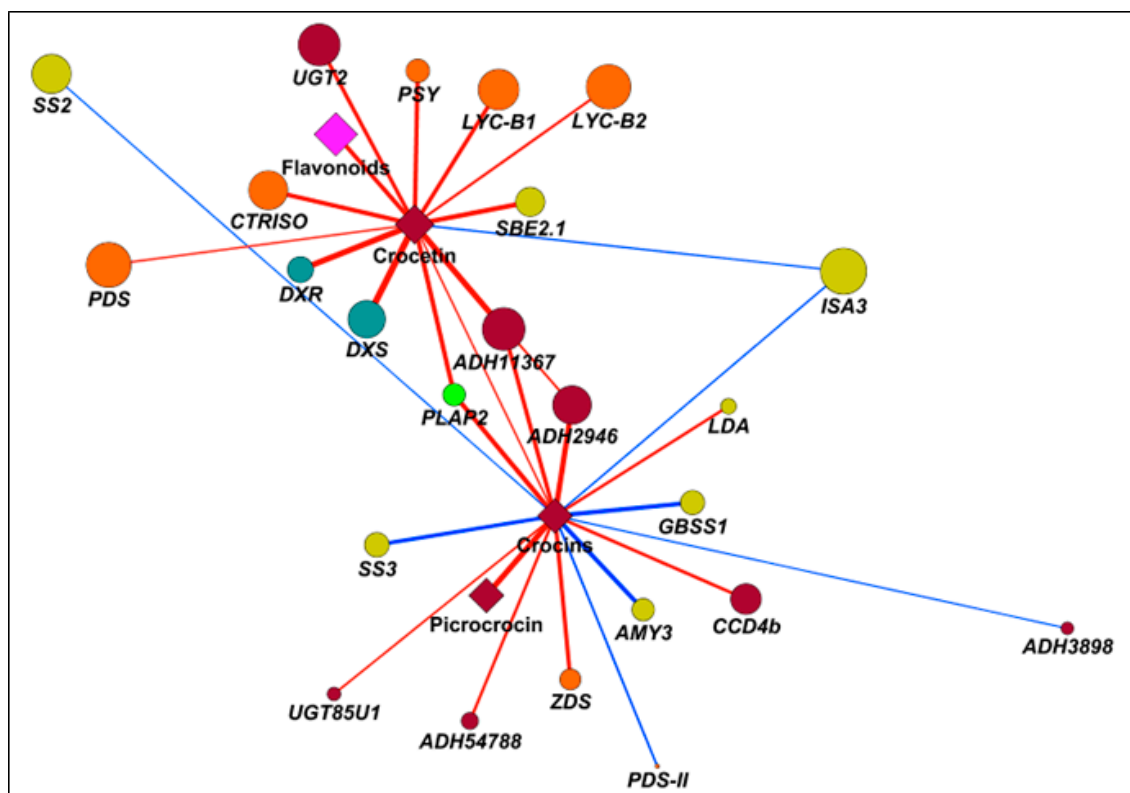 UGT2
PSY
SS2
LYC-B1
LYC-B2
Flavonoids
CTRISO
SBE2.1
Crocetin
DXR
PDS
ISA3
DXS
ADH11367
PLAP2
ADH2946
LDA
GBSS1
Crocins
SS3
Picrocrocin
AMY3
CCD4b
ADH3898
ZDS
UGT85U1
ADH54788
PDS-II